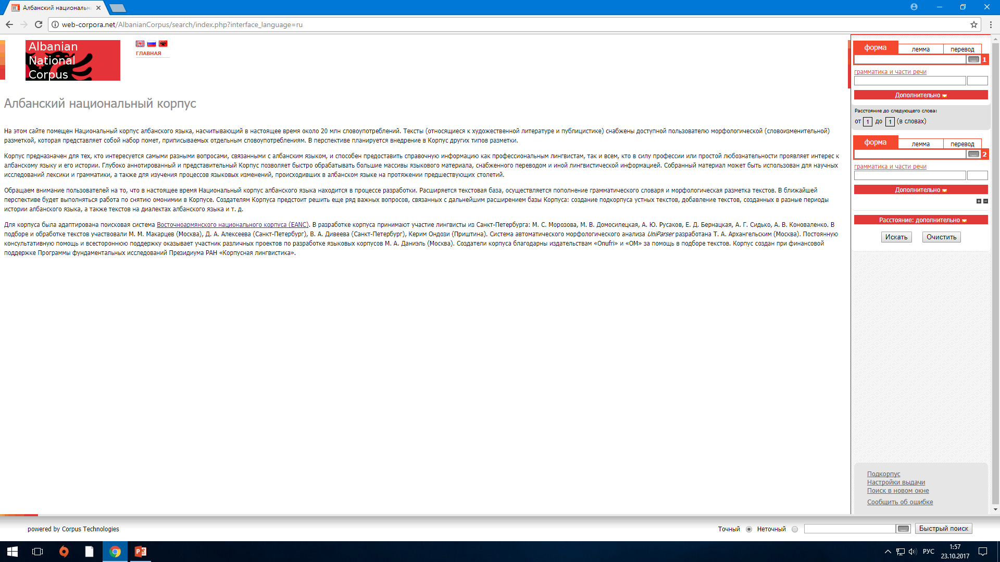 Албанский националь
web-corpora.net/AlbanianCorpus/search/index.php?interface_language=ru
Albanian
National
Corpus
ГЛАВНАЯ
Албанский национальный корпус
На этом сайте помещен Национальный корпус албанского языка, насчитывающий в настоящее время около 20 млн словоупотреблений. Тексты (относящиеся к художественной литературе и публицистике) снабжены доступной пользователю морфологической (словоизменительной)
разметкой, которая представляет собой набор помет, приписываемых отдельным словоупотреблениям. В перспективе планируется внедрение в Корпус других типов разметки.
Корпус предназначен для тех, кто интересуется самыми разными вопросами, связанными с албанским языком, и способен предоставить справочную информацию как профессиональным лингвистам, так и всем, кто в силу профессии или простой любознательности проявляет интерес к
албанскому языку и его истории. Глубоко аннотированный и представительный Корпус позволяет быстро обрабатывать большие массивы языкового материала, снабженного переводом и иной лингвистической информацией. Собранный материал может быть использован для научных
исследований лексики и грамматики, а также для изучения процессов языковых изменений, происходивших в албанском языке на протяжении предшествующих столетий.
Обращаем внимание пользователей на то, что в настоящее время Национальный корпус албанского языка находится в процессе разработки. Расширяется текстовая база, осуществляется пополнение грамматического словаря и морфологическая разметка текстов. В ближайшей
перспективе будет выполняться работа по снятию омонимии в Корпусе. Создателям Корпуса предстоит решить еще ряд важных вопросов, связанных с дальнейшим расширением базы Корпуса: создание подкорпуса устных текстов, добавление текстов, созданных в разные периоды
истории албанского языка, а также текстов на диалектах албанского языка и т. д.
Для корпуса была адаптирована поисковая система Восточноармянского национального корпуса (EANC). В разработке корпуса принимают участие лингвисты из Санкт-Петербурга: М. С. Морозова, М. В. Домосилецкая, А. Ю. Русаков, Е. Д. Бернацкая, А. Г. Сидько, А. В. Коноваленко. В
подборе и обработке текстов участвовали М. М. Макарцев (Москва), Д. А. Алексеева (Санкт-Петербург), В. А. Дивеева (Санкт-Петербург), Керим Ондози (Приштина). Система автоматического морфологического анализа UniParser разработана Т. А. Архангельским (Москва). Постоянную
консультативную помощь и всестороннюю поддержку оказывает участник различных проектов по разработке языковых корпусов М. А. Даниэль (Москва). Создатели корпуса благодарны издательствам «Onufri» и «OM» за помощь в подборе текстов. Корпус создан при финансовой
поддержке Программы фундаментальных исследований Президиума РАН «Корпусная лингвистика».
форма лемма перевод
1
грамматика и части речи
Дополнительно
Расстояние до следующего слова:
от 1 до 1 (в словах)
форма лемма перевод
2
грамматика и части речи
Дополнительно
Расстояние: дополнительно
Искать Очистить
Подкорпус
Настройки выдачи
Поиск в новом окне
Сообщить об ошибке
powered by Corpus Technologies
Точный Неточный Быстрый поиск
РУС
1:57
23.10.2017